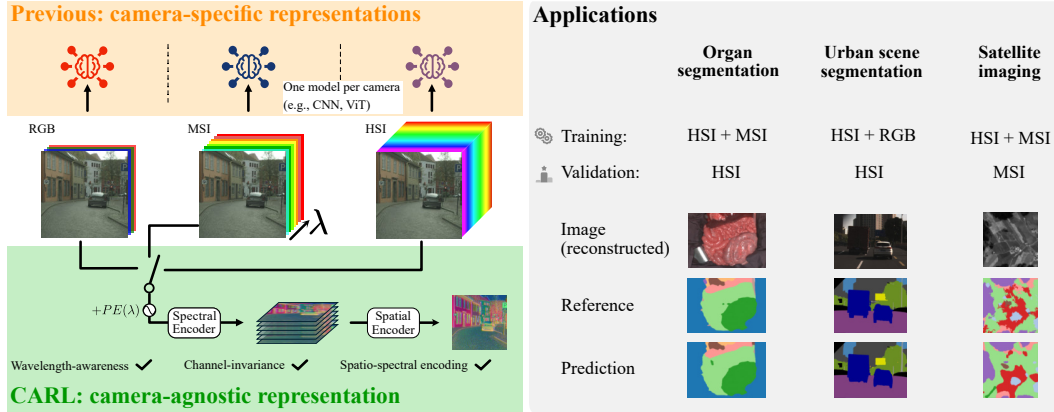 Previous: camera-specific representations
One model per camera
(e.g., CNN, ViT)
RGB
MSI
HSI
λ
+PE(λ)
Spectral
Encoder
Spatial
Encoder
Wavelength-awareness ✓
Channel-invariance ✓
Spatio-spectral encoding ✓
CARL: camera-agnostic representation
Applications
Organ
segmentation
Urban scene
segmentation
Satellite
imaging
Training:
HSI + MSI
HSI + RGB
HSI + MSI
Validation:
HSI
HSI
MSI
Image
(reconstructed)
Reference
Prediction